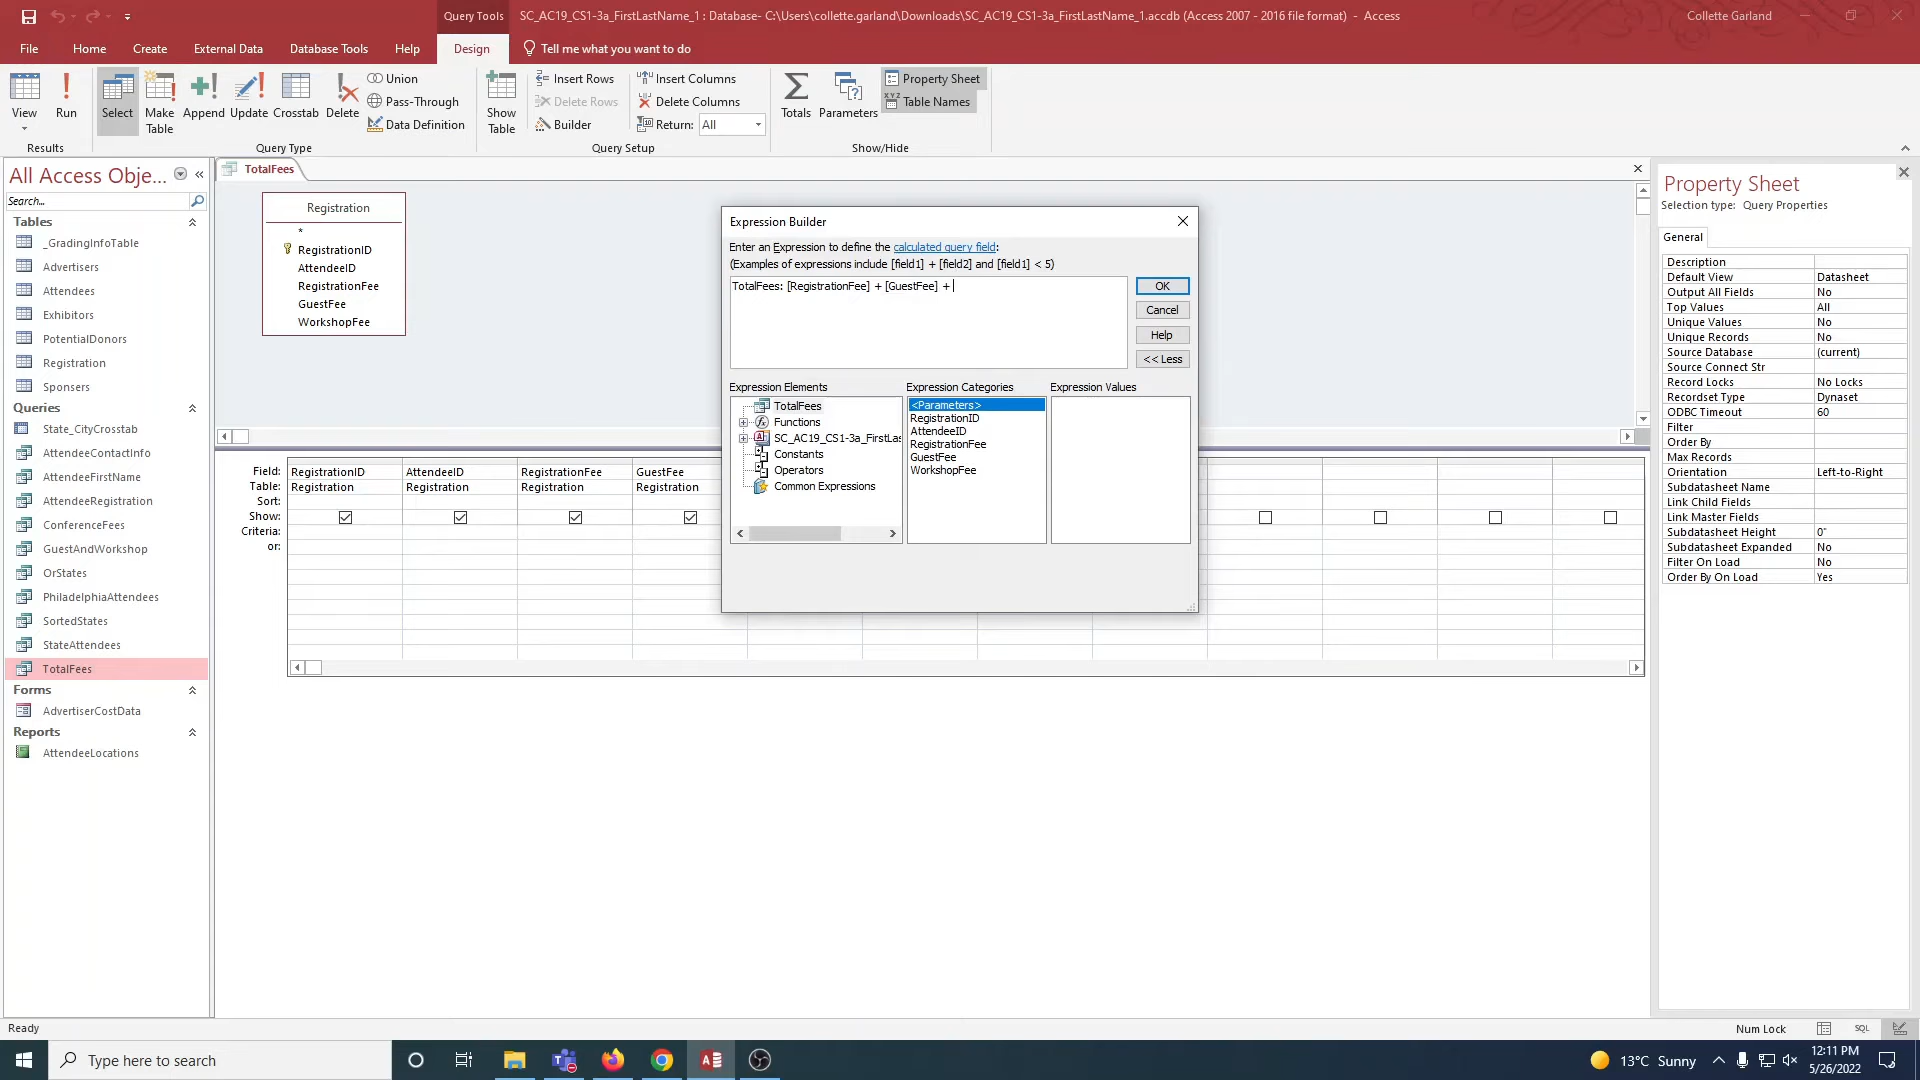 Query Tools
SC_AC19_CS1-3a_FirstLastName_1 : Database- C:\Users\collette.garland\Downloads\SC_AC19_CS1-3a_FirstLastName_1.accdb (Access 2007 - 2016 file format) - Access
Collette Garland
File Home Create External Data Database Tools Help Design Tell me what you want to do
View
Run
Results
Select
Make Table
Append
Update
Crosstab
Delete
Union
Pass-Through
Data Definition
Query Type
Show Table
Insert Rows
Delete Rows
Builder
Insert Columns
Delete Columns
Return: All
Query Setup
Totals
Parameters
Property Sheet
Table Names
Show/Hide
All Access Obje...
Search...
Tables
_GradingInfoTable
Advertisers
Attendees
Exhibitors
PotentialDonors
Registration
Sponsers
Queries
State_CityCrosstab
AttendeeContactInfo
AttendeeFirstName
AttendeeRegistration
ConferenceFees
GuestAndWorkshop
OrStates
PhiladelphiaAttendees
SortedStates
StateAttendees
TotalFees
Forms
AdvertiserCostData
Reports
AttendeeLocations
TotalFees
Registration
*
RegistrationID
AttendeeID
RegistrationFee
GuestFee
WorkshopFee
Field: RegistrationID AttendeeID RegistrationFee GuestFee
Table: Registration Registration Registration Registration
Sort:
Show:
Criteria:
or:
Expression Builder
Enter an Expression to define the calculated query field:
(Examples of expressions include [field1] + [field2] and [field1] < 5)
TotalFees: [RegistrationFee] + [GuestFee] +
OK
Cancel
Help
<< Less
Expression Elements
TotalFees
Functions
SC_AC19_CS1-3a_FirstLas
Constants
Operators
Common Expressions
Expression Categories
<Parameters>
RegistrationID
AttendeeID
RegistrationFee
GuestFee
WorkshopFee
Expression Values
Property Sheet
Selection type: Query Properties
General
Description
Default View Datasheet
Output All Fields No
Top Values All
Unique Values No
Unique Records No
Source Database (current)
Source Connect Str
Record Locks No Locks
Recordset Type Dynaset
ODBC Timeout 60
Filter
Order By
Max Records
Orientation Left-to-Right
Subdatasheet Name
Link Child Fields
Link Master Fields
Subdatasheet Height 0"
Subdatasheet Expanded No
Filter On Load No
Order By On Load Yes
Ready
Num Lock
SQL
Type here to search
13°C Sunny
12:11 PM
5/26/2022